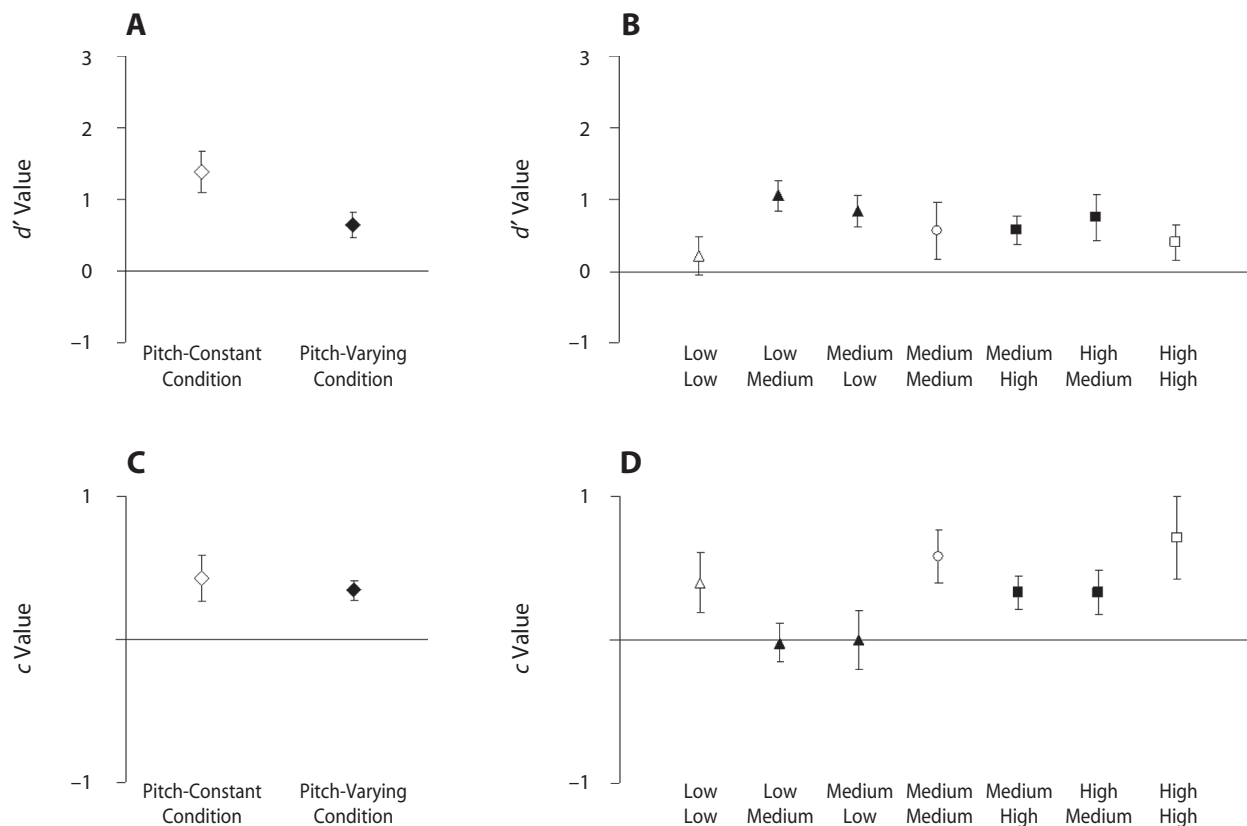 A
3
2
1
0
–1
d′ Value
Pitch-Constant
Condition
Pitch-Varying
Condition
B
3
2
1
0
–1
d′ Value
Low
Low
Low
Medium
Medium
Low
Medium
Medium
Medium
High
High
Medium
High
High
C
1
–1
c Value
Pitch-Constant
Condition
Pitch-Varying
Condition
D
1
–1
c Value
Low
Low
Low
Medium
Medium
Low
Medium
Medium
Medium
High
High
Medium
High
High